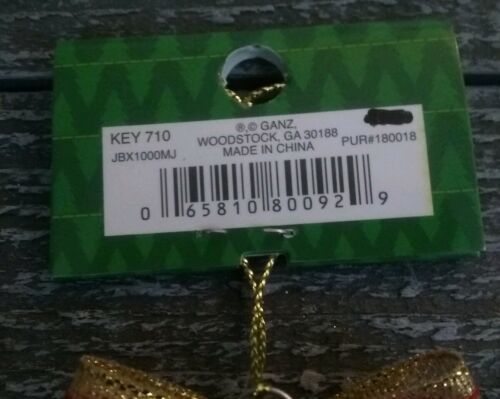 KEY 710
JBX1000MJ
®,© GANZ,
WOODSTOCK, GA 30188
MADE IN CHINA
PUR#180018
0 65810 80092 9